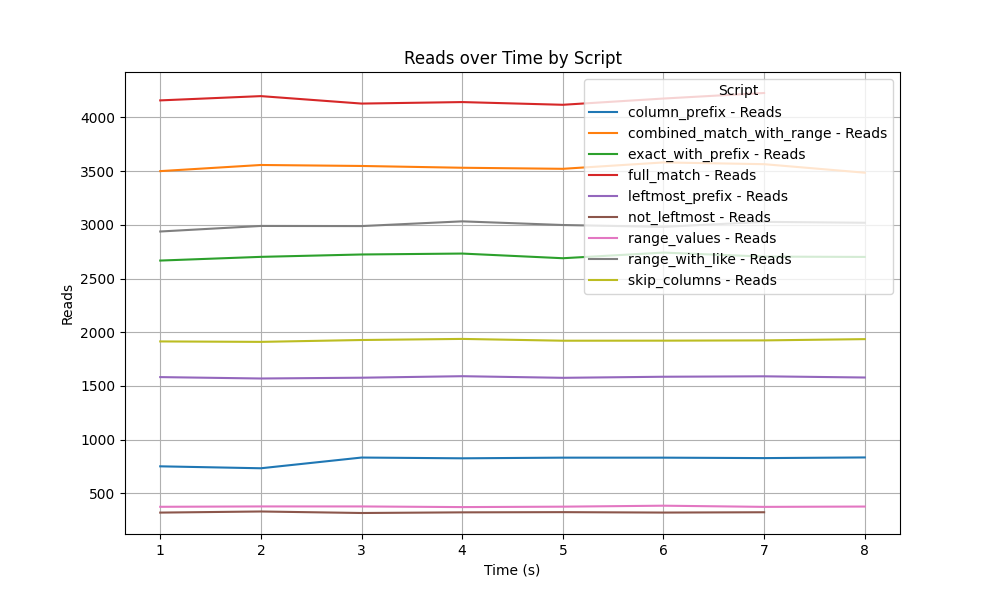 Reads over Time by Script
Script
column_prefix - Reads
combined_match_with_range - Reads
exact_with_prefix - Reads
full_match - Reads
leftmost_prefix - Reads
not_leftmost - Reads
range_values - Reads
range_with_like - Reads
skip_columns - Reads
Reads
4000
3500
3000
2500
2000
1500
1000
500
1 2 3 4 5 6 7 8
Time (s)